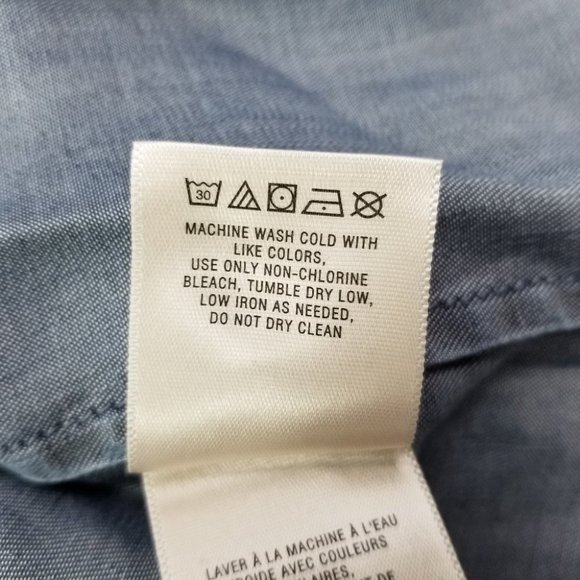 30
MACHINE WASH COLD WITH
LIKE COLORS,
USE ONLY NON-CHLORINE
BLEACH, TUMBLE DRY LOW,
LOW IRON AS NEEDED,
DO NOT DRY CLEAN
LAVER À LA MACHINE À L'EAU
AVEC COULEURS
DE